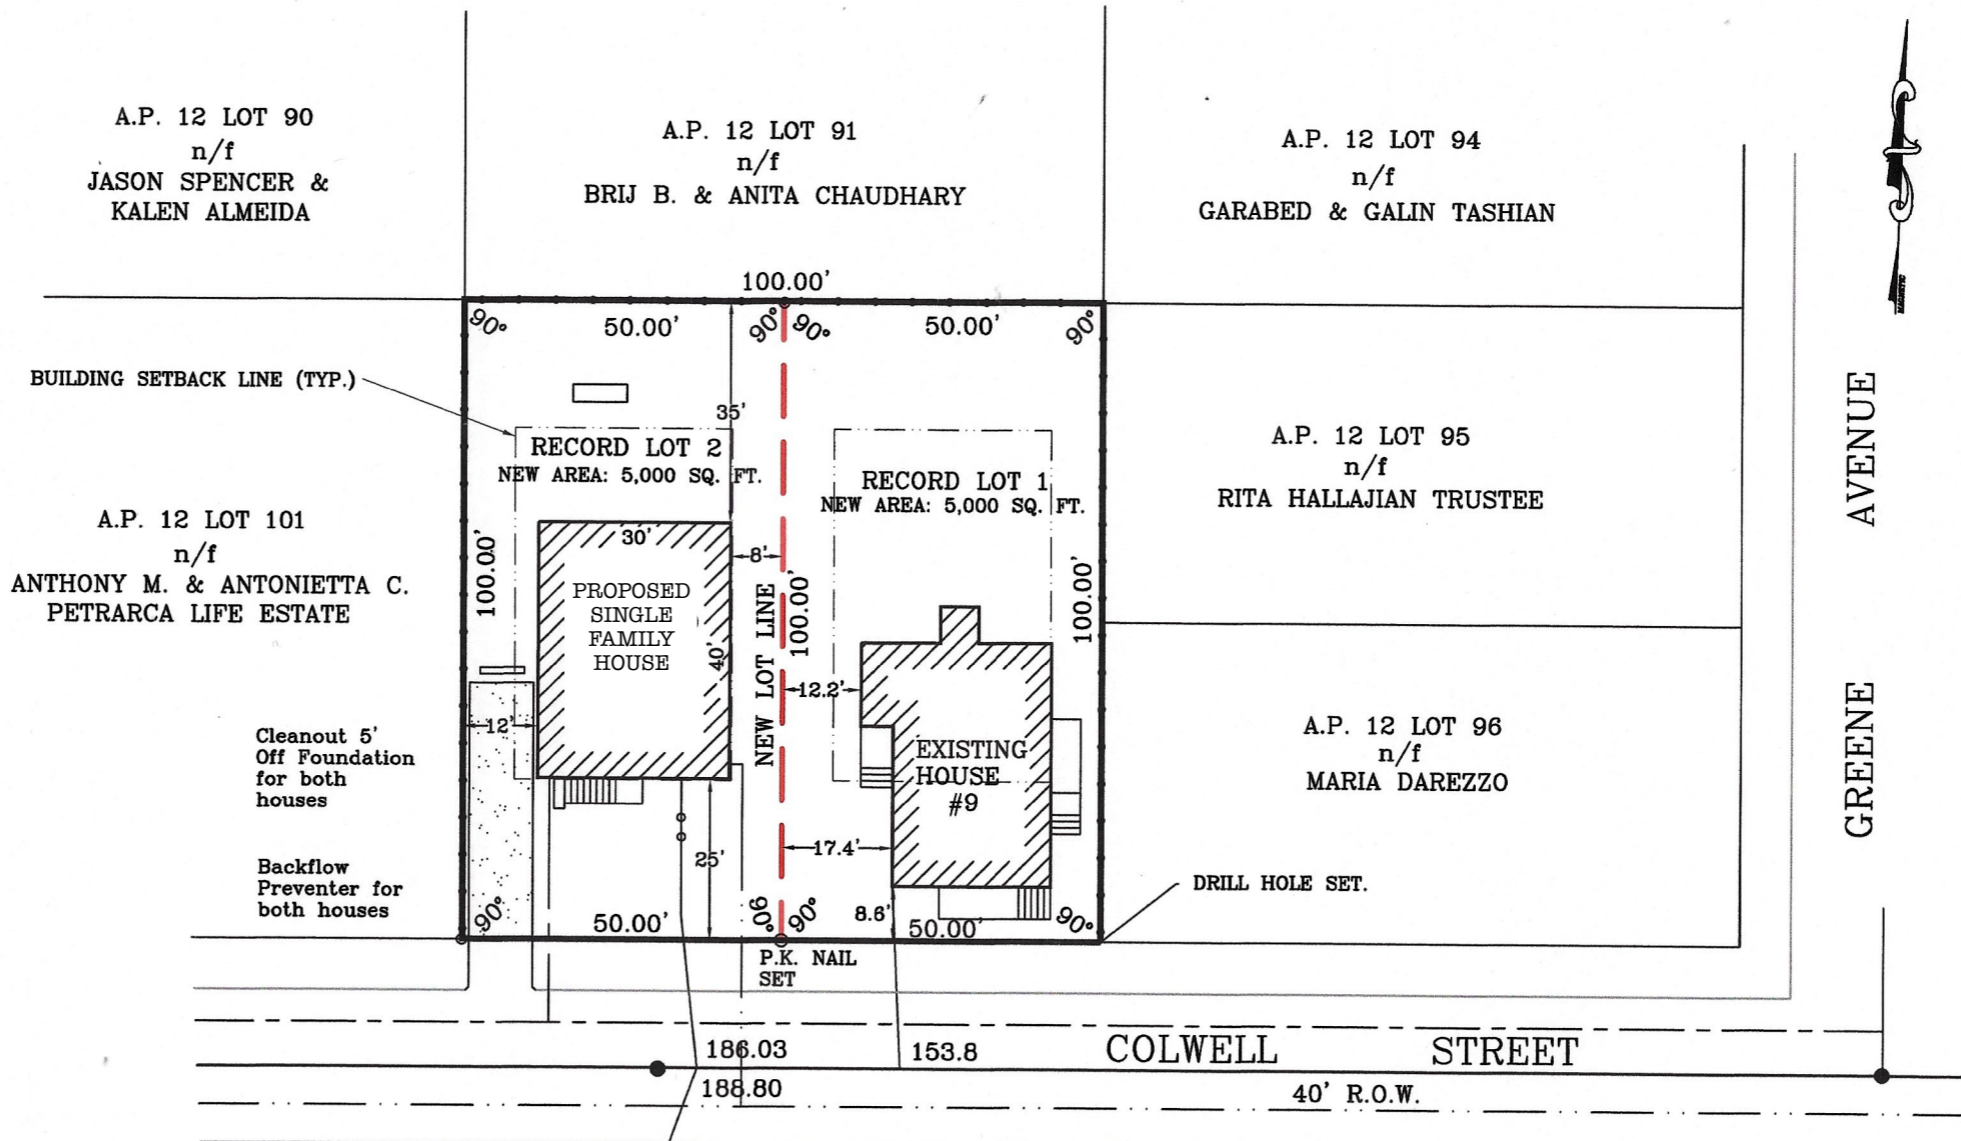 A.P. 12 LOT 90
n/f
JASON SPENCER &
KALEN ALMEIDA
A.P. 12 LOT 91
n/f
BRIJ B. & ANITA CHAUDHARY
A.P. 12 LOT 94
n/f
GARABED & GALIN TASHIAN
100.00'
90°
50.00'
90°
90°
50.00'
90°
BUILDING SETBACK LINE (TYP.)
35'
RECORD LOT 2
NEW AREA: 5,000 SQ. FT.
RECORD LOT 1
NEW AREA: 5,000 SQ. FT.
A.P. 12 LOT 95
n/f
RITA HALLAJIAN TRUSTEE
A.P. 12 LOT 101
n/f
ANTHONY M. & ANTONIETTA C.
PETRARCA LIFE ESTATE
100.00'
30'
8'
PROPOSED
SINGLE
FAMILY
HOUSE
40'
NEW LOT LINE
100.00'
100.00'
12.2'
12'
EXISTING
HOUSE
#9
A.P. 12 LOT 96
n/f
MARIA DAREZZO
GREENE AVENUE
Cleanout 5'
Off Foundation
for both
houses
Backflow
Preventer for
both houses
25'
17.4'
8.6'
DRILL HOLE SET.
90°
50.00'
90°
90°
50.00'
90°
P.K. NAIL
SET
186.03
153.8
COLWELL STREET
188.80
40' R.O.W.